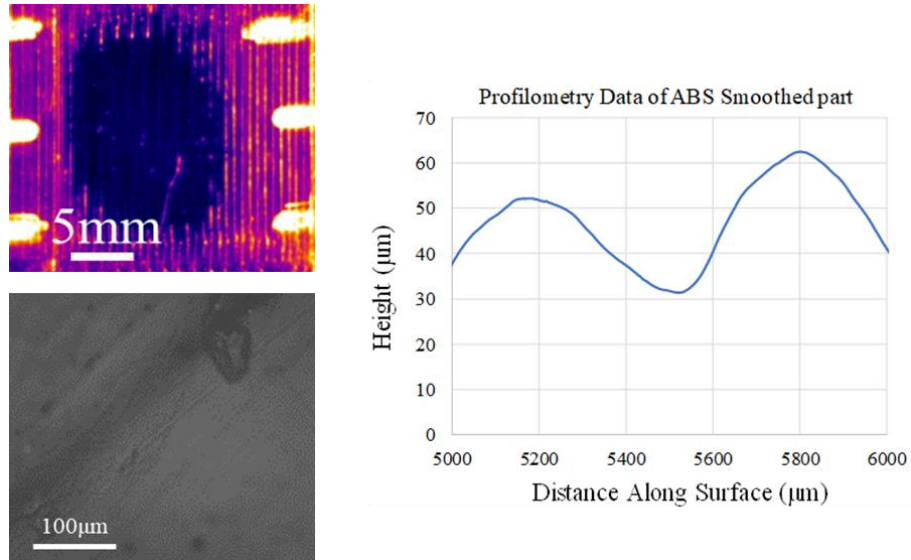 5mm
100μm
Profilometry Data of ABS Smoothed part
Height (μm)
70
60
50
40
30
20
10
0
5000 5200 5400 5600 5800 6000
Distance Along Surface (μm)